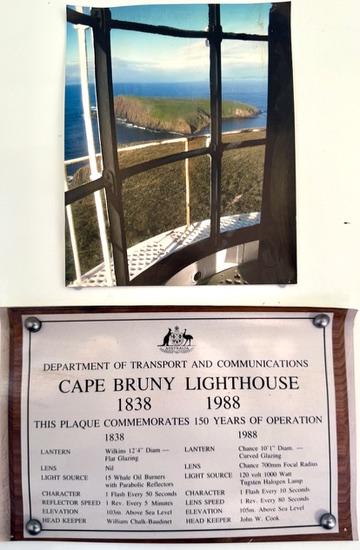 AUSTRALIA
DEPARTMENT OF TRANSPORT AND COMMUNICATIONS
CAPE BRUNY LIGHTHOUSE
1838 1988
THIS PLAQUE COMMEMORATES 150 YEARS OF OPERATION
1838 1988
LANTERN Wilkins 12'4" Diam — LANTERN Chance 10'1" Diam. —
Flat Glazing Curved Glazing
LENS Nil LENS Chance 700mm Focal Radius
LIGHT SOURCE 15 Whale Oil Burners LIGHT SOURCE 120 volt 1000 Watt
with Parabolic Reflectors Tugsten Halogen Lamp
CHARACTER 1 Flash Every 50 Seconds CHARACTER 1 Flash Every 10 Seconds
REFLECTOR SPEED 1 Rev. Every 5 Minutes LENS SPEED 1 Rev. Every 80 Seconds
ELEVATION 103m. Above Sea Level ELEVATION 105m. Above Sea Level
HEAD KEEPER William Chalk-Baudinet HEAD KEEPER John W. Cook